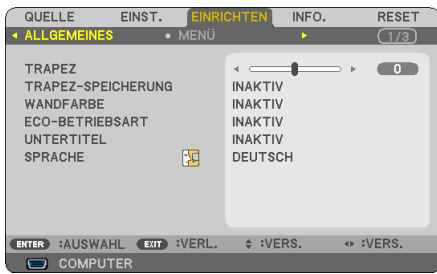 QUELLE EINST. EINRICHTEN INFO. RESET
ALLGEMEINES MENÜ 1/3
TRAPEZ 0
TRAPEZ-SPEICHERUNG INAKTIV
WANDFARBE INAKTIV
ECO-BETRIEBSART INAKTIV
UNTERTITEL INAKTIV
SPRACHE DEUTSCH
ENTER :AUSWAHL EXIT :VERL. :VERS. :VERS.
COMPUTER